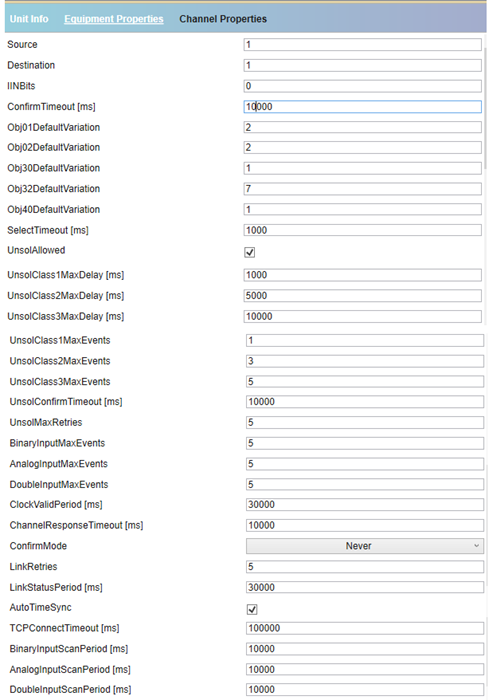 Unit Info Equipment Properties Channel Properties
Source 1
Destination 1
IINBits 0
ConfirmTimeout [ms] 10000
Obj01DefaultVariation 2
Obj02DefaultVariation 2
Obj30DefaultVariation 1
Obj32DefaultVariation 7
Obj40DefaultVariation 1
SelectTimeout [ms] 1000
UnsolAllowed
UnsolClass1MaxDelay [ms] 1000
UnsolClass2MaxDelay [ms] 5000
UnsolClass3MaxDelay [ms] 10000
UnsolClass1MaxEvents 1
UnsolClass2MaxEvents 3
UnsolClass3MaxEvents 5
UnsolConfirmTimeout [ms] 10000
UnsolMaxRetries 5
BinaryInputMaxEvents 5
AnalogInputMaxEvents 5
DoubleInputMaxEvents 5
ClockValidPeriod [ms] 30000
ChannelResponseTimeout [ms] 10000
ConfirmMode Never
LinkRetries 5
LinkStatusPeriod [ms] 30000
AutoTimeSync
TCPConnectTimeout [ms] 100000
BinaryInputScanPeriod [ms] 10000
AnalogInputScanPeriod [ms] 10000
DoubleInputScanPeriod [ms] 10000